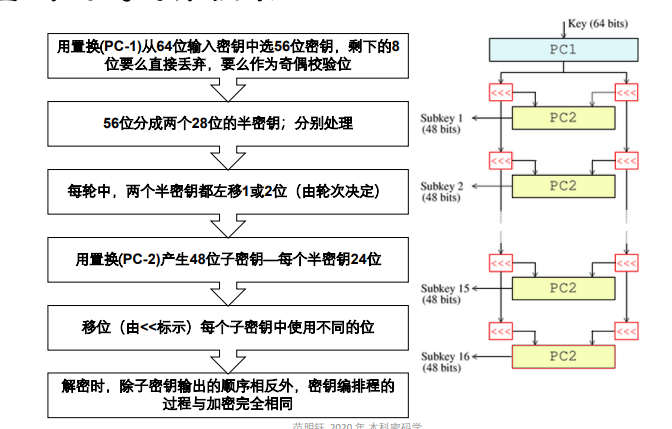 用置换(PC-1)从64位输入密钥中选56位密钥，剩下的8
位要么直接丢弃，要么作为奇偶校验位
56位分成两个28位的半密钥；分别处理
每轮中，两个半密钥都左移1或2位（由轮次决定）
用置换(PC-2)产生48位子密钥—每个半密钥24位
移位（由<<标示）每个子密钥中使用不同的位
解密时，除子密钥输出的顺序相反外，密钥编排程的
过程与加密完全相同
Key (64 bits)
PC1
<<<
<<<
Subkey 1
(48 bits)
PC2
<<<
<<<
Subkey 2
(48 bits)
PC2
<<<
<<<
Subkey 15
(48 bits)
PC2
<<<
<<<
Subkey 16
(48 bits)
PC2
2020年 本科密码学